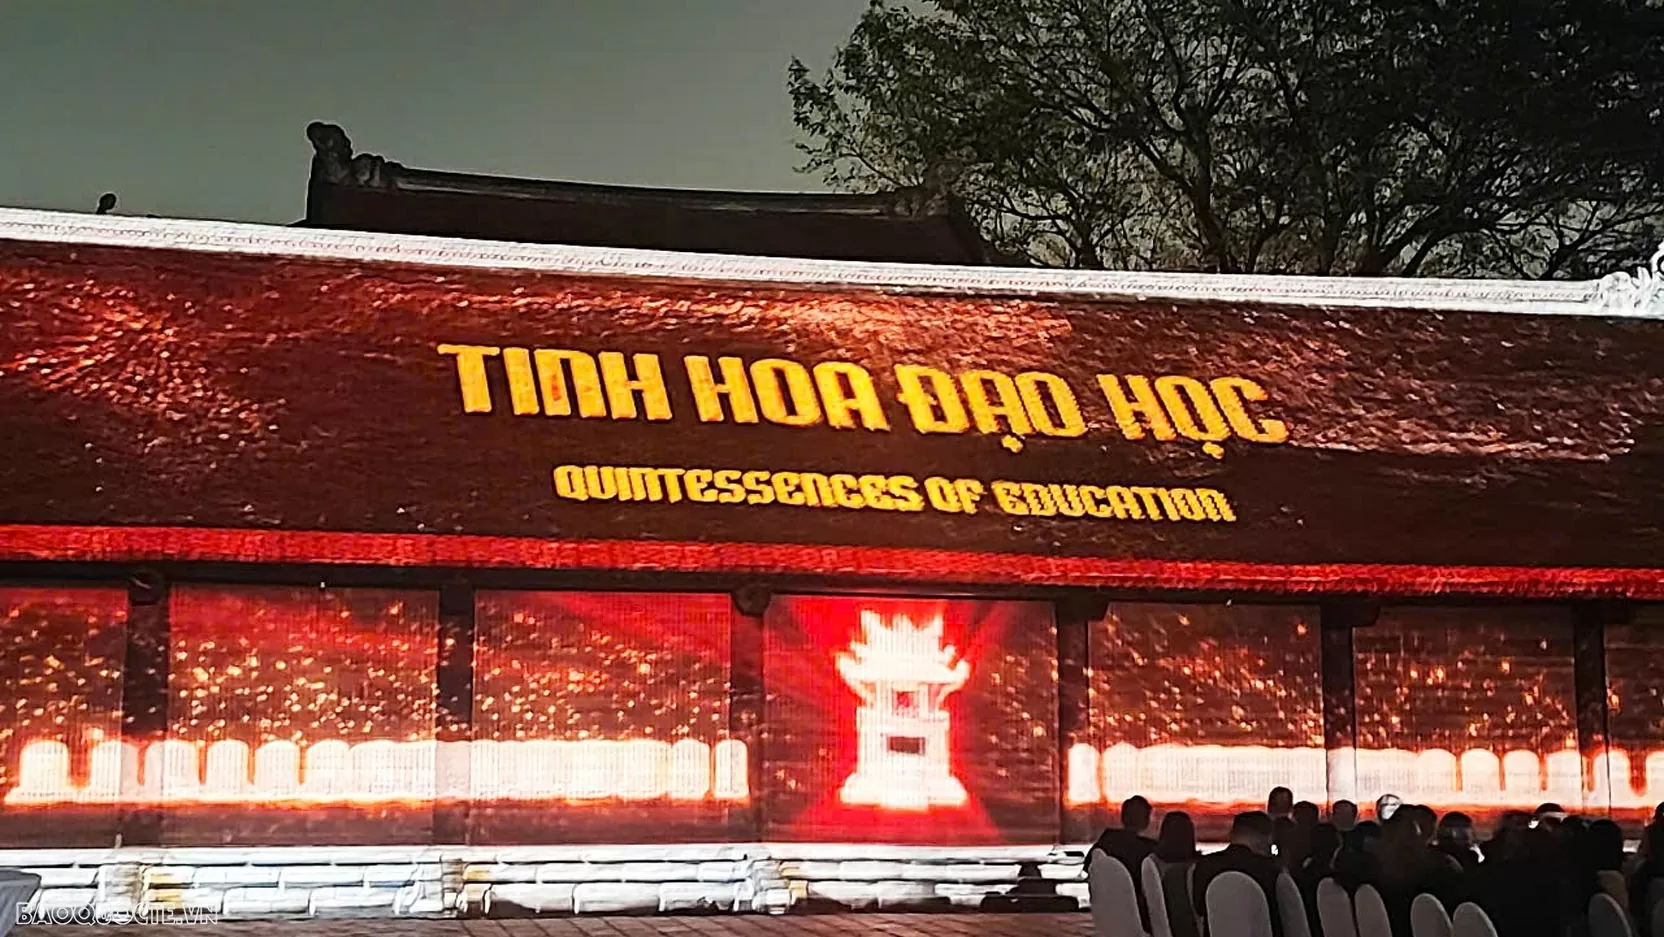 TINH HOA ĐẠO HỌC
QUINTESSENCES OF EDUCATION
BAOQUOCTE.VN